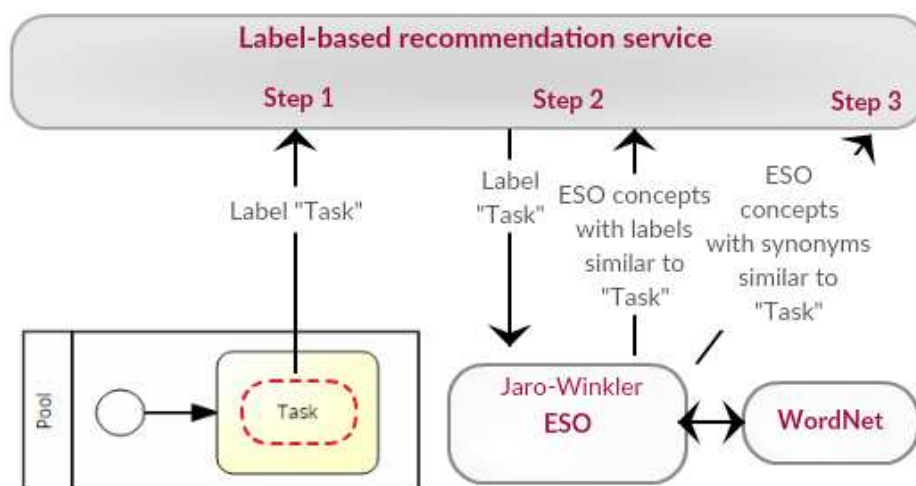 Label-based recommendation service
Step 1
Step 2
Step 3
Label "Task"
Label
"Task"
ESO concepts
with labels
similar to
"Task"
ESO
concepts
with synonyms
similar to
"Task"
Pool
Task
Jaro-Winkler
ESO
WordNet